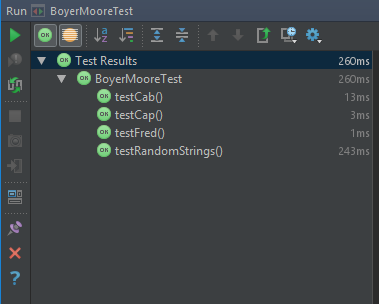 Run BoyerMooreTest
OK
OK Test Results 260ms
OK BoyerMooreTest 260ms
OK testCab() 13ms
OK testCap() 3ms
OK testFred() 1ms
OK testRandomStrings() 243ms